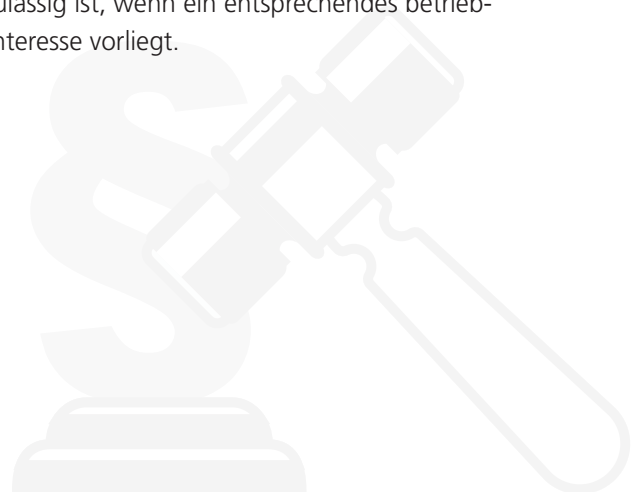 ist, wenn ein entsprechendes betrieb-
vorliegt.
§